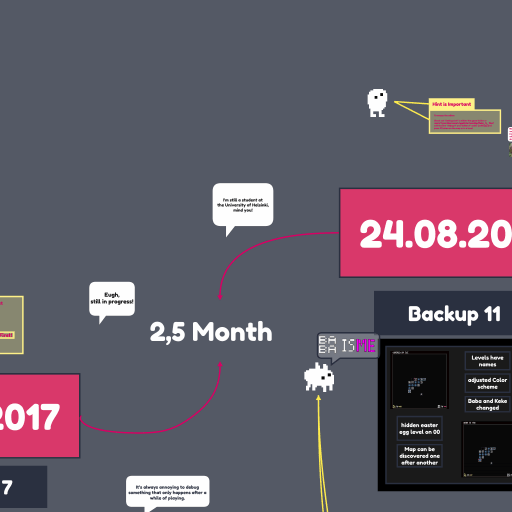 Hint is Important
I'm still a student at
the University of Helsinki,
mind you!
24.08.20
Eugh,
still in progress!
2,5 Month
Backup 11
BABA IS ME
Levels have
names
adjusted Color
scheme
Baba and Keke
changed
hidden easter
egg level on 00
Map can be
discovered one
after another
2017
7
It's always annoying to debug
something that only happens after a
while of playing.